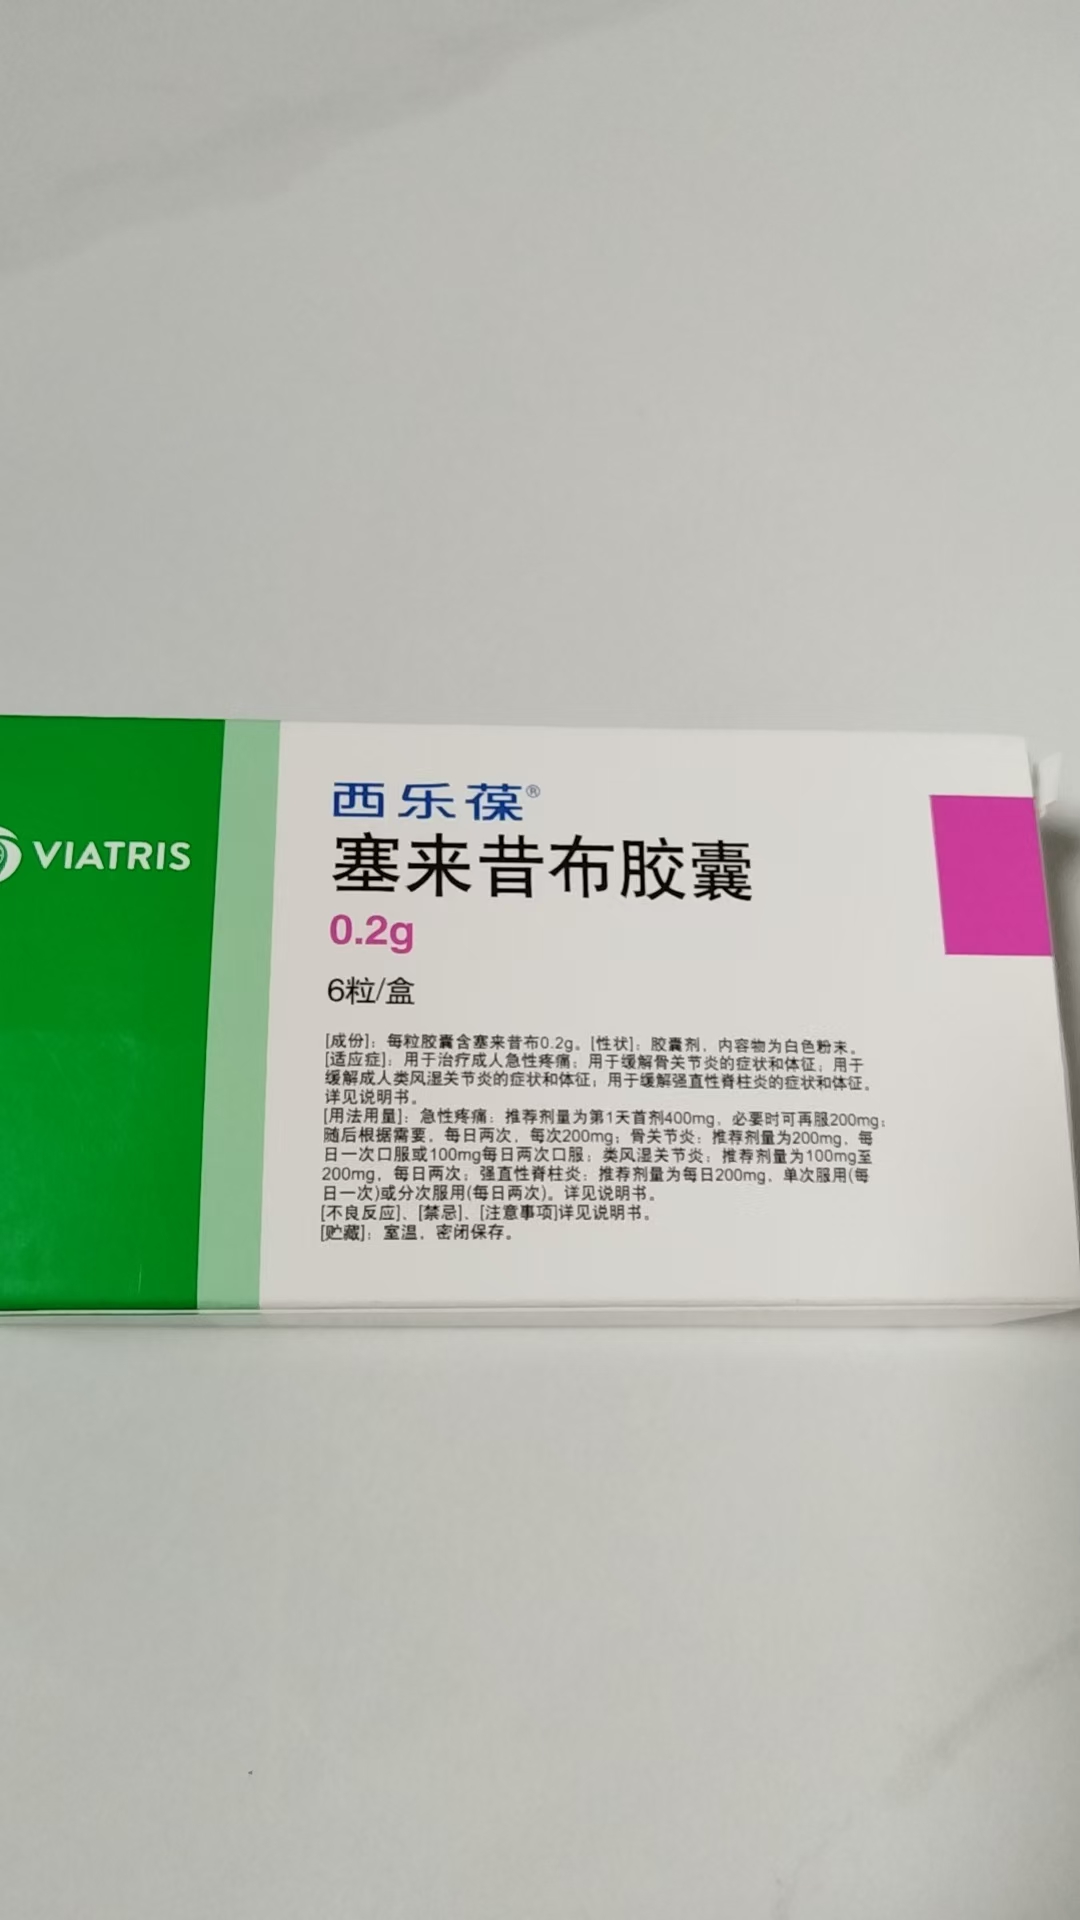 VIATRIS
西乐葆®
塞来昔布胶囊
0.2g
6粒/盒
[成份]：每粒胶囊含塞来昔布0.2g。[性状]：胶囊剂，内容物为白色粉末。
[适应症]：用于治疗成人急性疼痛；用于缓解骨关节炎的症状和体征；用于
缓解成人类风湿关节炎的症状和体征；用于缓解强直性脊柱炎的症状和体征。
详见说明书。
[用法用量]：急性疼痛：推荐剂量为第1天首剂400mg，必要时可再服200mg；
随后根据需要，每日两次，每次200mg；骨关节炎：推荐剂量为200mg，每
日一次口服或100mg每日两次口服；类风湿关节炎：推荐剂量为100mg至
200mg，每日两次；强直性脊柱炎：推荐剂量为每日200mg，单次服用(每
日一次)或分次服用(每日两次)。详见说明书。
[不良反应]、[禁忌]、[注意事项]详见说明书。
[贮藏]：室温，密闭保存。